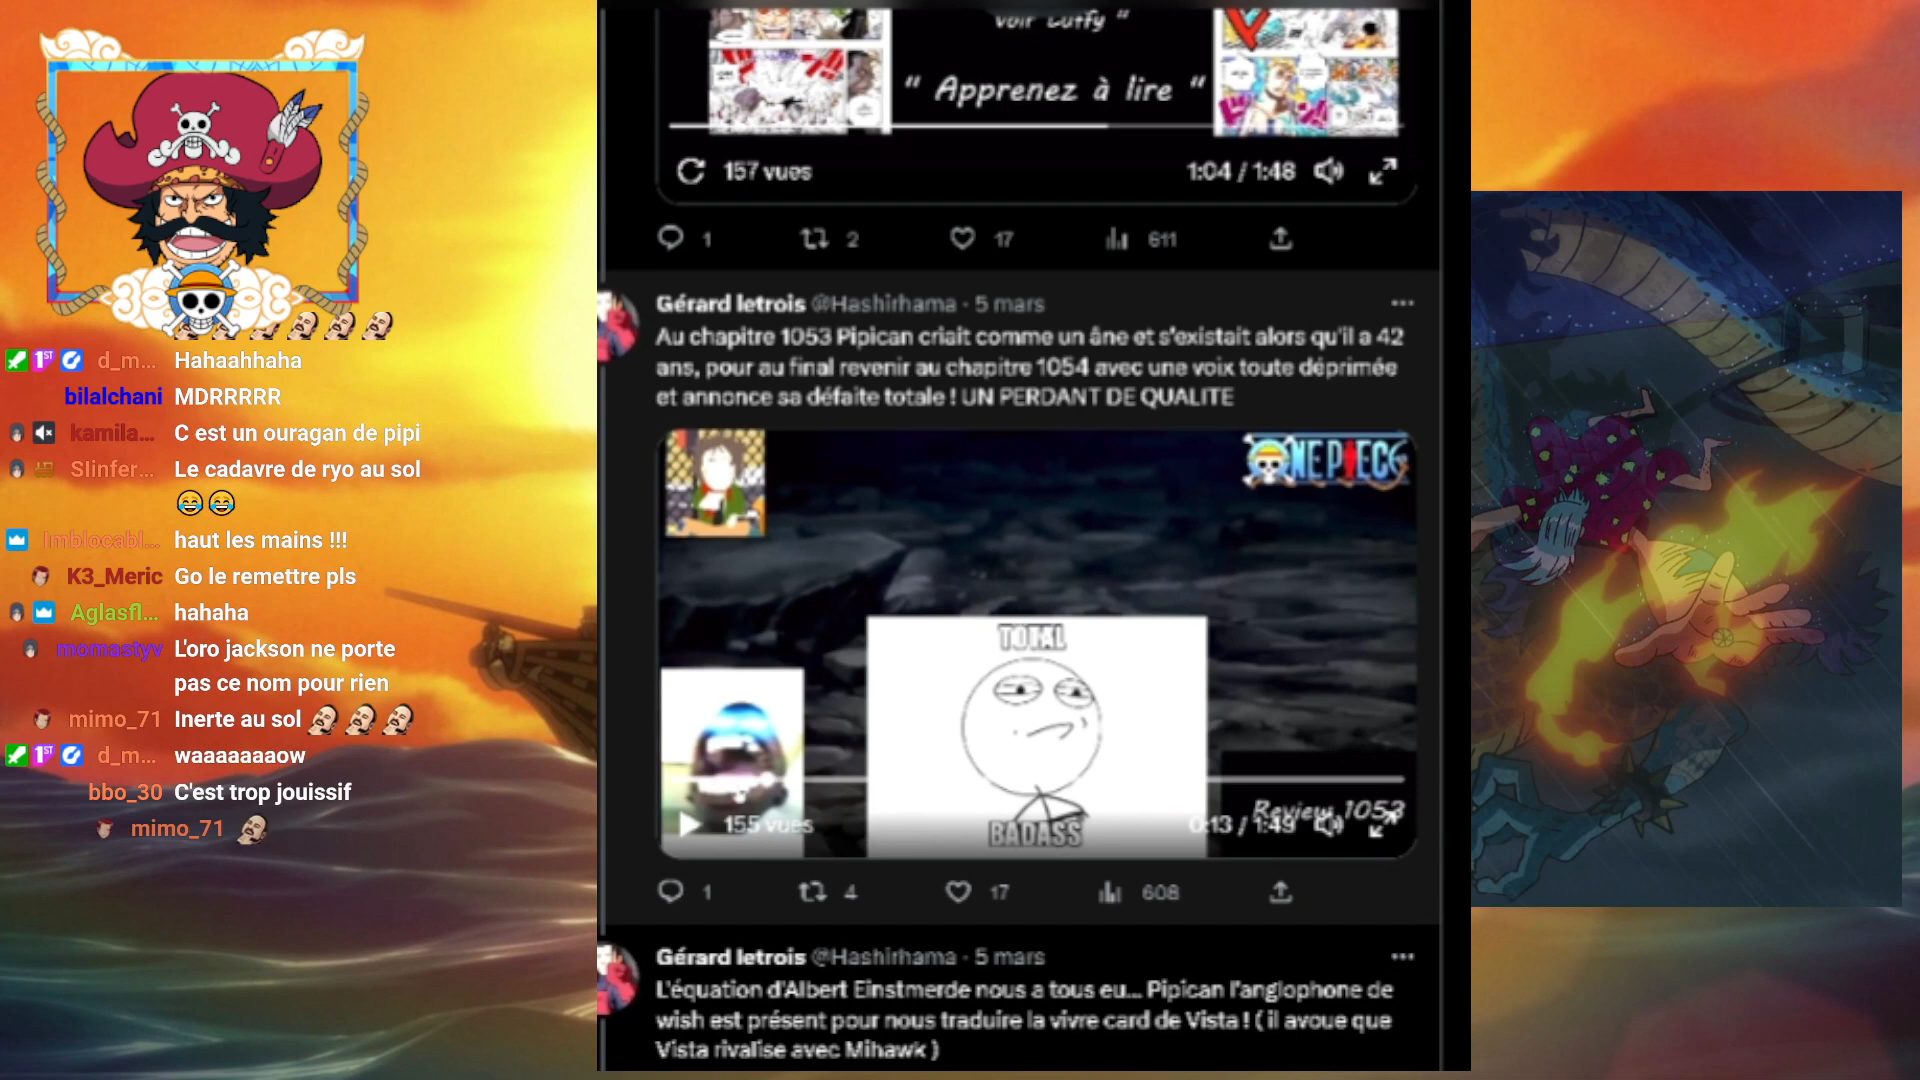 d_m... Hahaahhaha
bilalchani MDRRRRR
kamila... C est un ouragan de pipi
Slinfer... Le cadavre de ryo au sol
😂😂
Imblocabl... haut les mains !!!
K3_Meric Go le remettre pls
Aglasfl... hahaha
momastyv L'oro jackson ne porte
pas ce nom pour rien
mimo_71 Inerte au sol
d_m... waaaaaaaow
bbo_30 C'est trop jouissif
mimo_71
voir Luffy "
" Apprenez à lire "
157 vues 1:04 / 1:48
1 2 17 611
Gérard letrois @Hashirhama · 5 mars
Au chapitre 1053 Pipican criait comme un âne et s'existait alors qu'il a 42
ans, pour au final revenir au chapitre 1054 avec une voix toute déprimée
et annonce sa défaite totale ! UN PERDANT DE QUALITE
ONE PIECE
TOTAL
BADASS
Review 1053
155 vues 0:13 / 1:49
1 4 17 608
Gérard letrois @Hashirhama · 5 mars
L'équation d'Albert Einstmerde nous a tous eu... Pipican l'anglophone de
wish est présent pour nous traduire la vivre card de Vista ! ( il avoue que
Vista rivalise avec Mihawk )